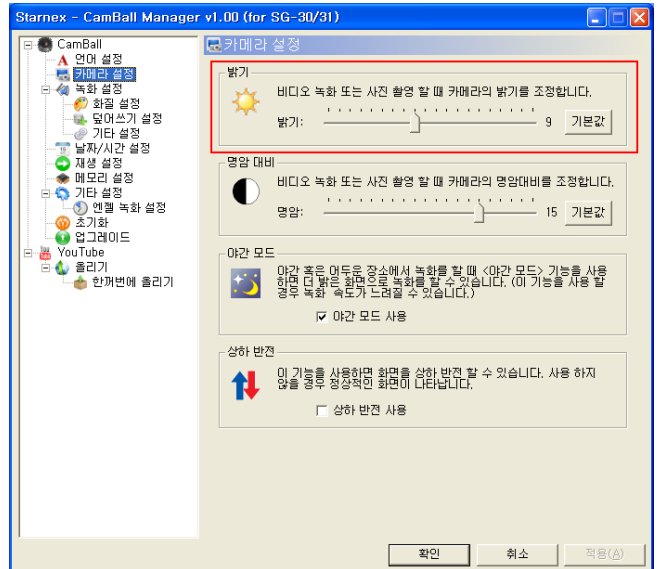 Starnex - CamBall Manager v1.00 (for SG-30/31)
CamBall
언어 설정
카메라 설정
녹화 설정
화질 설정
덮어쓰기 설정
기타 설정
날짜/시간 설정
재생 설정
메모리 설정
기타 설정
엔젤 녹화 설정
초기화
업그레이드
YouTube
올리기
한꺼번에 올리기
카메라 설정
밝기
비디오 녹화 또는 사진 촬영 할 때 카메라의 밝기를 조정합니다.
밝기: 9 기본값
명암 대비
비디오 녹화 또는 사진 촬영 할 때 카메라의 명암대비를 조정합니다.
명암: 15 기본값
야간 모드
야간 혹은 어두운 장소에서 녹화를 할 때 <야간 모드> 기능을 사용
하면 더 밝은 화면으로 녹화를 할 수 있습니다. (이 기능을 사용 할
경우 녹화 속도가 느려질 수 있습니다.)
야간 모드 사용
상하 반전
이 기능을 사용하면 화면을 상하 반전 할 수 있습니다. 사용 하지
않을 경우 정상적인 화면이 나타납니다.
상하 반전 사용
확인 취소 적용(A)